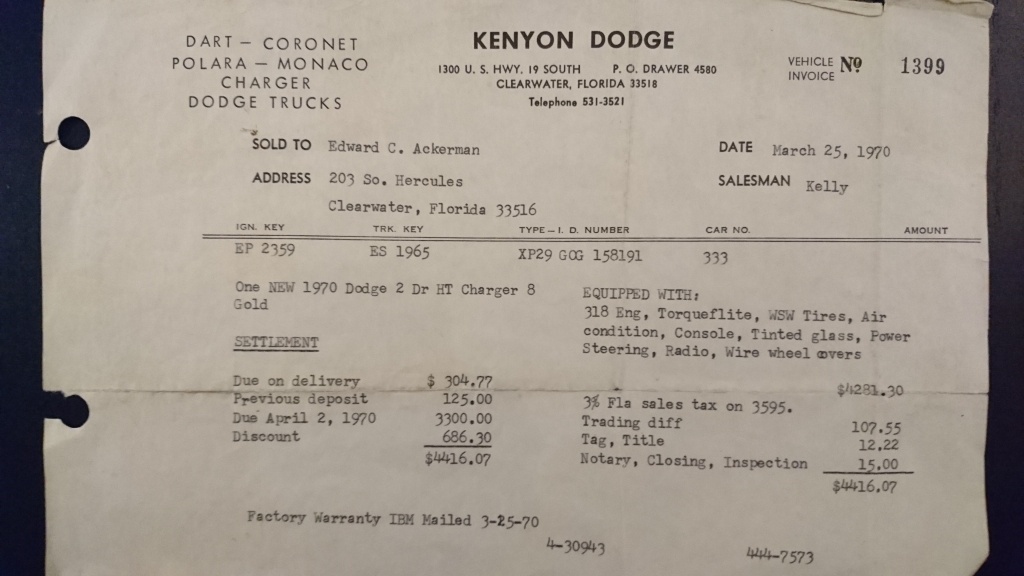 DART — CORONET
POLARA — MONACO
CHARGER
DODGE TRUCKS
KENYON DODGE
1300 U. S. HWY. 19 SOUTH P. O. DRAWER 4580
CLEARWATER, FLORIDA 33518
Telephone 531-3521
VEHICLE INVOICE Nº 1399
SOLD TO Edward C. Ackerman
DATE March 25, 1970
ADDRESS 203 So. Hercules
SALESMAN Kelly
Clearwater, Florida 33516
IGN. KEY TRK. KEY TYPE — I. D. NUMBER CAR NO. AMOUNT
EP 2359 ES 1965 XP29 GOG 158191 333
One NEW 1970 Dodge 2 Dr HT Charger 8
Gold
EQUIPPED WITH:
318 Eng, Torqueflite, WSW Tires, Air
condition, Console, Tinted glass, Power
Steering, Radio, Wire wheel covers
$4281.30
SETTLEMENT
Due on delivery $ 304.77
Previous deposit 125.00
Due April 2, 1970 3300.00
Discount 686.30
$4416.07
3% Fla sales tax on 3595.
Trading diff 107.55
Tag, Title 12.22
Notary, Closing, Inspection 15.00
$4416.07
Factory Warranty IBM Mailed 3-25-70
4-30943 444-7573